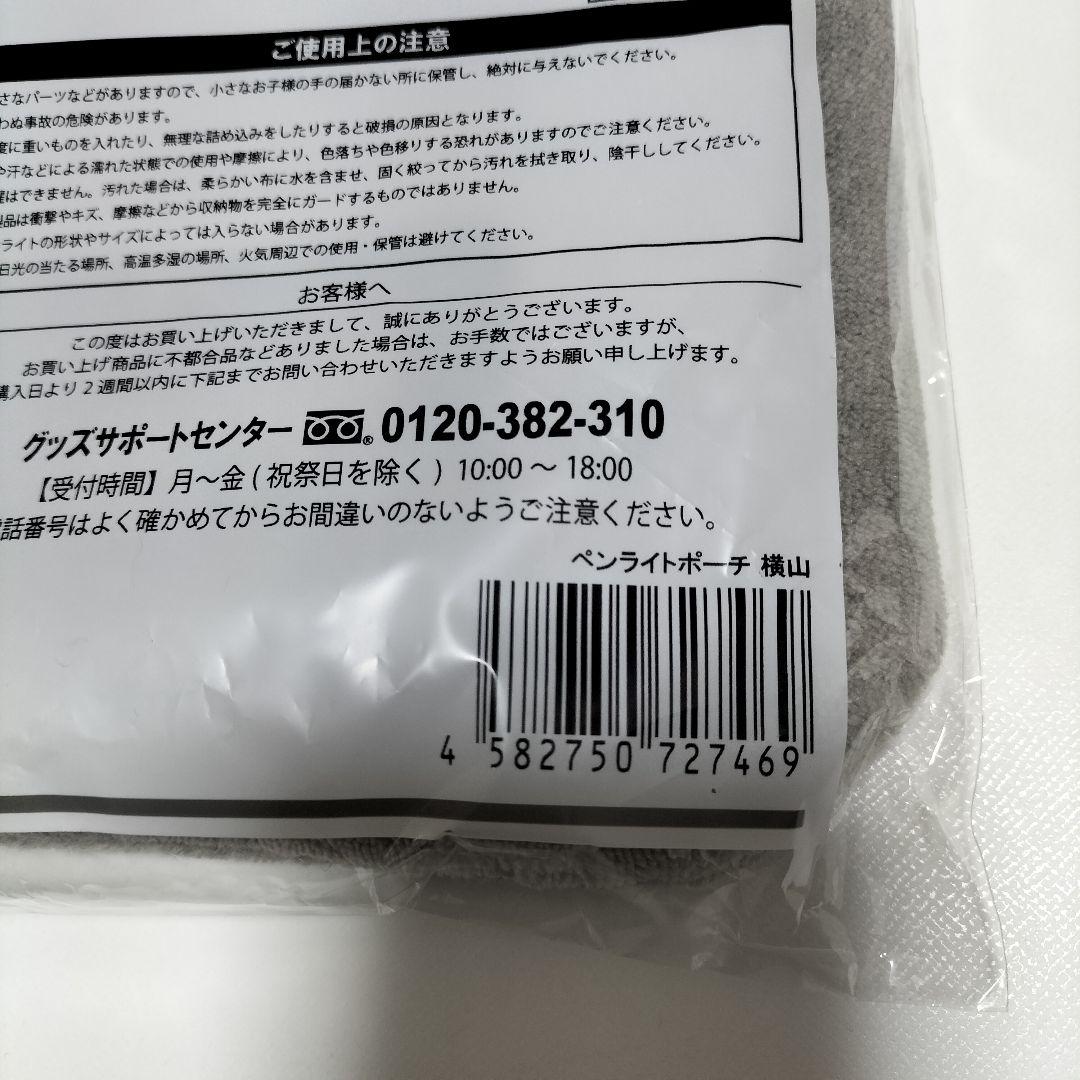 ご使用上の注意
さなパーツなどがありますので、小さなお子様の手の届かない所に保管し、絶対に与えないでください。
わぬ事故の危険があります。
度に重いものを入れたり、無理な詰め込みをしたりすると破損の原因となります。
や汗などによる濡れた状態での使用や摩擦により、色落ちや色移りする恐れがありますのでご注意ください。
はできません。汚れた場合は、柔らかい布に水を含ませ、固く絞ってから汚れを拭き取り、陰干ししてください。
製品は衝撃やキズ、摩擦などから収納物を完全にガードするものではありません。
ライトの形状やサイズによっては入らない場合があります。
日光の当たる場所、高温多湿の場所、火気周辺での使用・保管は避けてください。
お客様へ
この度はお買い上げいただきまして、誠にありがとうございます。
お買い上げ商品に不都合品などありました場合は、お手数ではございますが、
購入日より2週間以内に下記までお問い合わせいただきますようお願い申し上げます。
グッズサポートセンター ® 0120-382-310
【受付時間】月～金(祝祭日を除く) 10:00～18:00
話番号はよく確かめてからお間違いのないようご注意ください。
ペンライトポーチ 横山
4 582750 727469